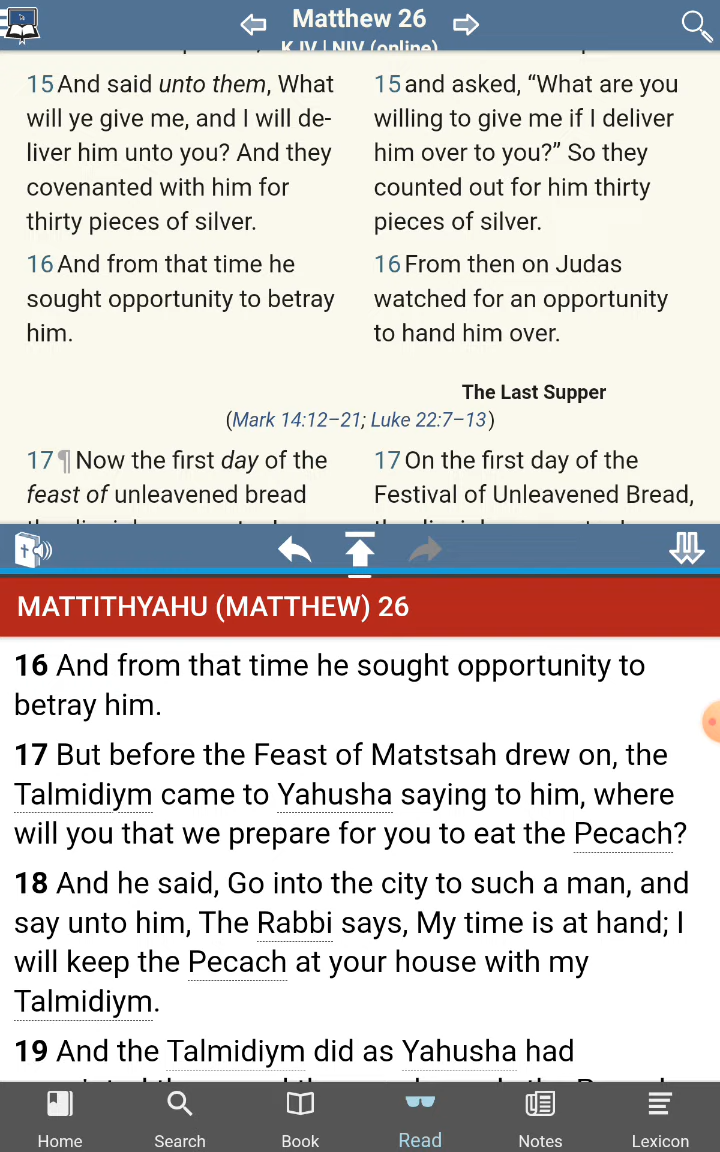 Matthew 26
KJV | NIV (online)
15 And said unto them, What
will ye give me, and I will de-
liver him unto you? And they
covenanted with him for
thirty pieces of silver.
16 And from that time he
sought opportunity to betray
him.
15 and asked, “What are you
willing to give me if I deliver
him over to you?” So they
counted out for him thirty
pieces of silver.
16 From then on Judas
watched for an opportunity
to hand him over.
The Last Supper
(Mark 14:12–21; Luke 22:7–13)
17 ¶ Now the first day of the
feast of unleavened bread
17 On the first day of the
Festival of Unleavened Bread,
MATTITHYAHU (MATTHEW) 26
16 And from that time he sought opportunity to
betray him.
17 But before the Feast of Matstsah drew on, the
Talmidiym came to Yahusha saying to him, where
will you that we prepare for you to eat the Pecach?
18 And he said, Go into the city to such a man, and
say unto him, The Rabbi says, My time is at hand; I
will keep the Pecach at your house with my
Talmidiym.
19 And the Talmidiym did as Yahusha had
Home
Search
Book
Read
Notes
Lexicon